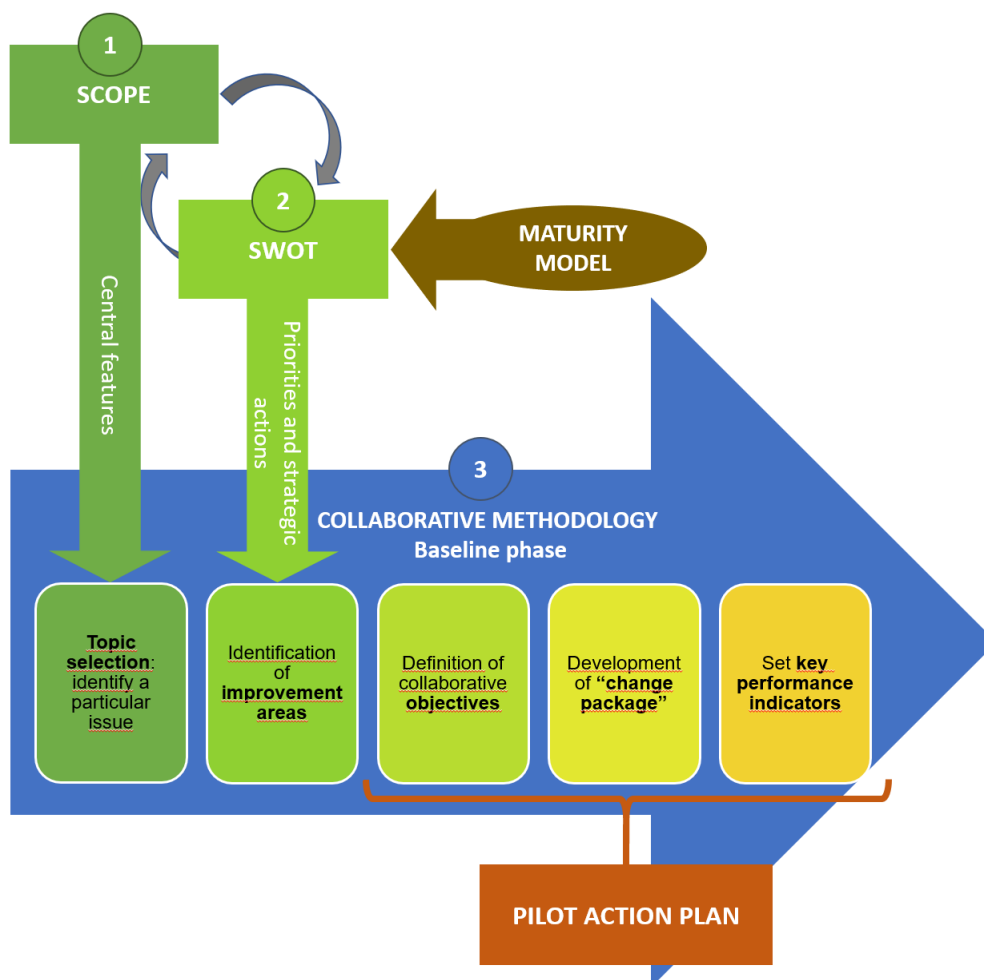 1
SCOPE
2
SWOT
MATURITY
MODEL
Central features
Priorities and strategic
actions
3
COLLABORATIVE METHODOLOGY
Baseline phase
Topic
selection:
identify a
particular
issue
Identification
of
improvement
areas
Definition of
collaborative
objectives
Development
of “change
package”
Set key
performance
indicators
PILOT ACTION PLAN